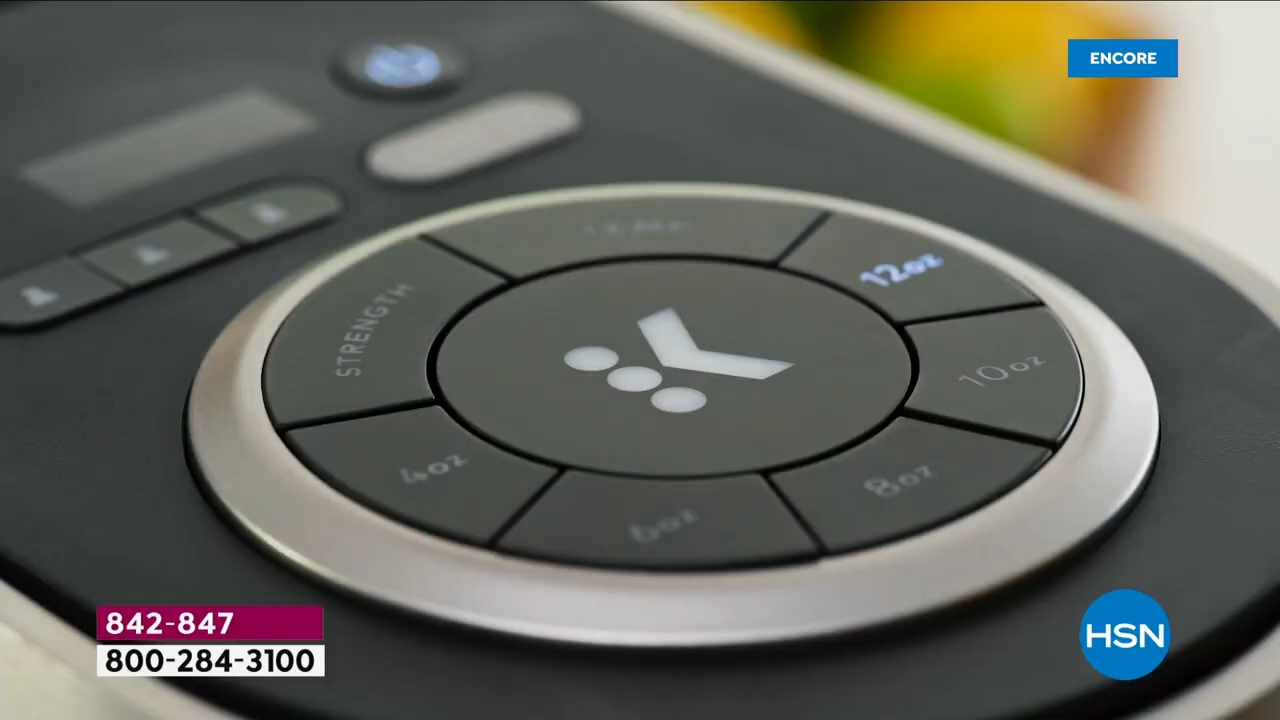 ENCORE
12oz
STRENGTH
10oz
4oz
8oz
6oz
842-847
800-284-3100
HSN